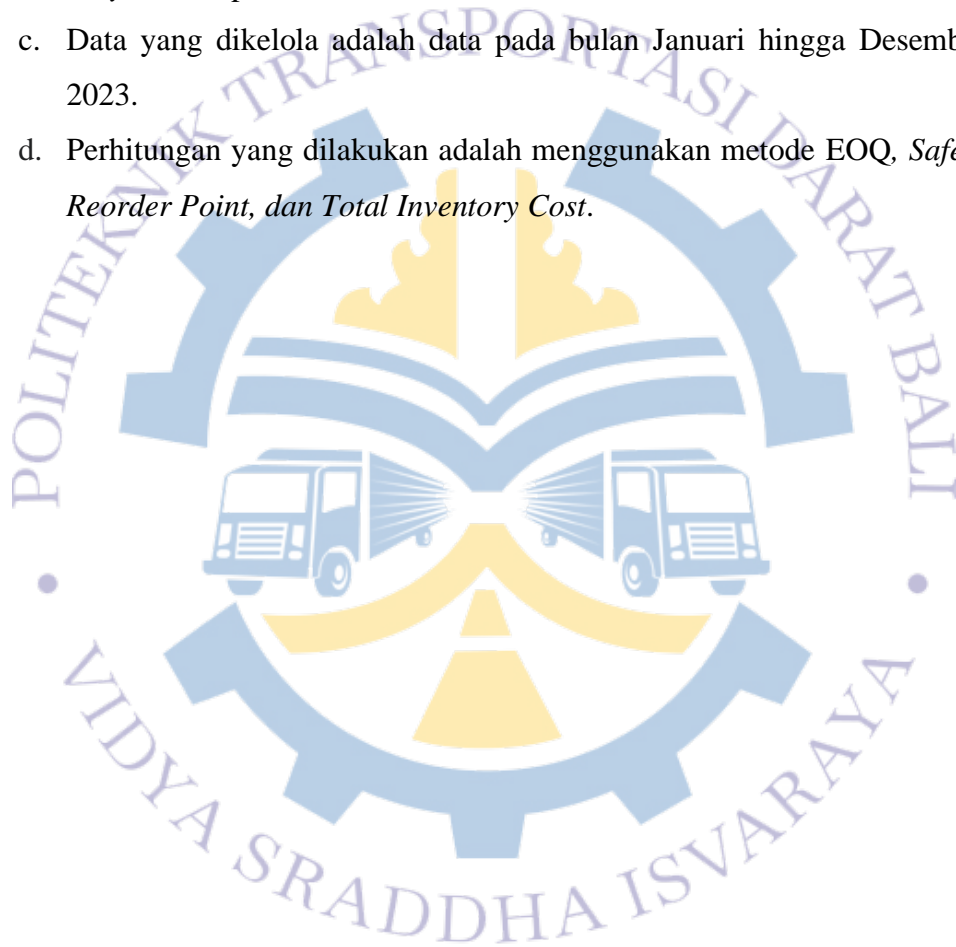 c. Data yang dikelola adalah data pada bulan Januari hingga Desemb
2023.
d. Perhitungan yang dilakukan adalah menggunakan metode EOQ, Safe
Reorder Point, dan Total Inventory Cost.
POLITEKNIK TRANSPORTASI DARAT BALI
• VIDYA SRADDHA ISVARAYA •